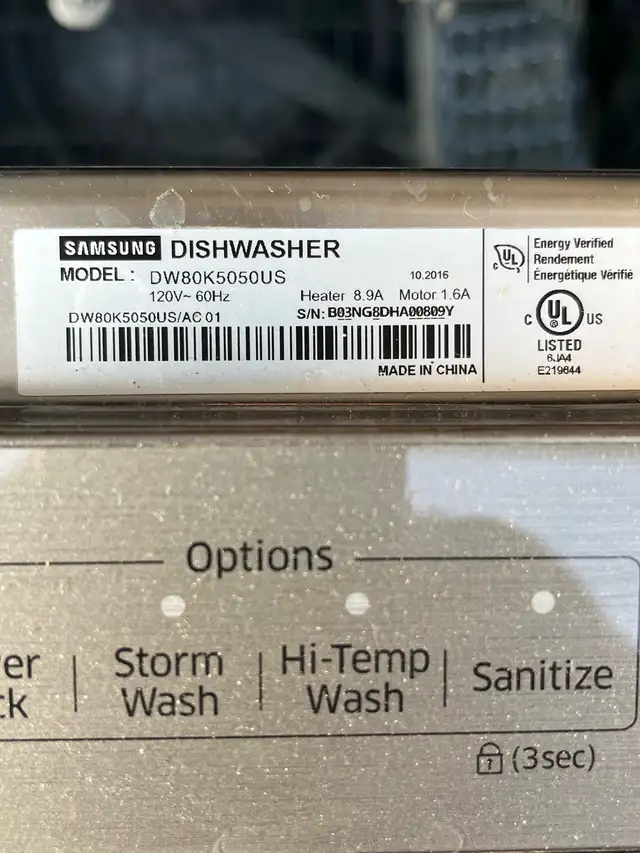 SAMSUNG DISHWASHER
MODEL : DW80K5050US
10.2016
120V~ 60Hz
Heater 8.9A Motor 1.6A
DW80K5050US/AC 01
S/N: B03NG8DHA00809Y
MADE IN CHINA
c UL
Energy Verified
Rendement
Énergétique Vérifié
c UL US
LISTED
6JA4
E219644
Options
Storm
Wash
Hi-Temp
Wash
Sanitize
(3sec)